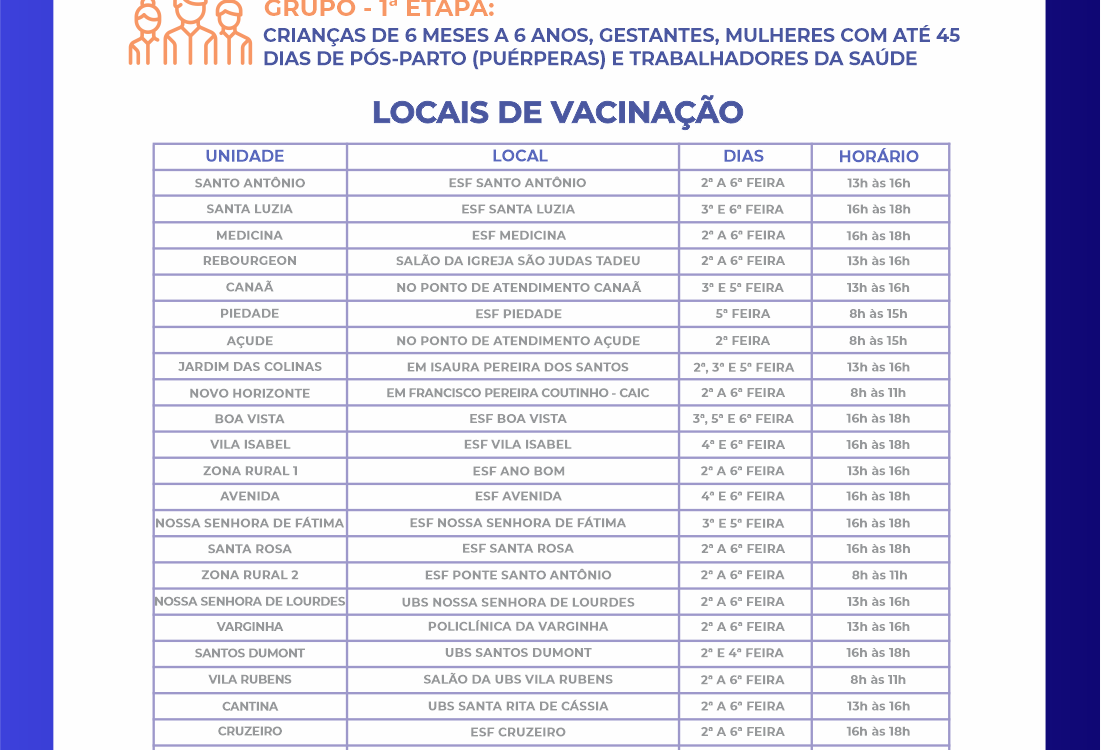 GRUPO - 1ª ETAPA:
CRIANÇAS DE 6 MESES A 6 ANOS, GESTANTES, MULHERES COM ATÉ 45
DIAS DE PÓS-PARTO (PUÉRPERAS) E TRABALHADORES DA SAÚDE
LOCAIS DE VACINAÇÃO
UNIDADE LOCAL DIAS HORÁRIO
SANTO ANTÔNIO ESF SANTO ANTÔNIO 2ª A 6ª FEIRA 13h às 16h
SANTA LUZIA ESF SANTA LUZIA 3ª E 6ª FEIRA 16h às 18h
MEDICINA ESF MEDICINA 2ª A 6ª FEIRA 16h às 18h
REBOURGEON SALÃO DA IGREJA SÃO JUDAS TADEU 2ª A 6ª FEIRA 13h às 16h
CANAÃ NO PONTO DE ATENDIMENTO CANAÃ 3ª E 5ª FEIRA 13h às 16h
PIEDADE ESF PIEDADE 5ª FEIRA 8h às 15h
AÇUDE NO PONTO DE ATENDIMENTO AÇUDE 2ª FEIRA 8h às 15h
JARDIM DAS COLINAS EM ISAURA PEREIRA DOS SANTOS 2ª, 3ª E 5ª FEIRA 13h às 16h
NOVO HORIZONTE EM FRANCISCO PEREIRA COUTINHO - CAIC 2ª A 6ª FEIRA 8h às 11h
BOA VISTA ESF BOA VISTA 3ª, 5ª E 6ª FEIRA 16h às 18h
VILA ISABEL ESF VILA ISABEL 4ª E 6ª FEIRA 16h às 18h
ZONA RURAL 1 ESF ANO BOM 2ª A 6ª FEIRA 13h às 16h
AVENIDA ESF AVENIDA 4ª E 6ª FEIRA 16h às 18h
NOSSA SENHORA DE FÁTIMA ESF NOSSA SENHORA DE FÁTIMA 3ª E 5ª FEIRA 16h às 18h
SANTA ROSA ESF SANTA ROSA 2ª A 6ª FEIRA 16h às 18h
ZONA RURAL 2 ESF PONTE SANTO ANTÔNIO 2ª A 6ª FEIRA 8h às 11h
NOSSA SENHORA DE LOURDES UBS NOSSA SENHORA DE LOURDES 2ª A 6ª FEIRA 13h às 16h
VARGINHA POLICLÍNICA DA VARGINHA 2ª A 6ª FEIRA 13h às 16h
SANTOS DUMONT UBS SANTOS DUMONT 2ª E 4ª FEIRA 16h às 18h
VILA RUBENS SALÃO DA UBS VILA RUBENS 2ª A 6ª FEIRA 8h às 11h
CANTINA UBS SANTA RITA DE CÁSSIA 2ª A 6ª FEIRA 13h às 16h
CRUZEIRO ESF CRUZEIRO 2ª A 6ª FEIRA 16h às 18h